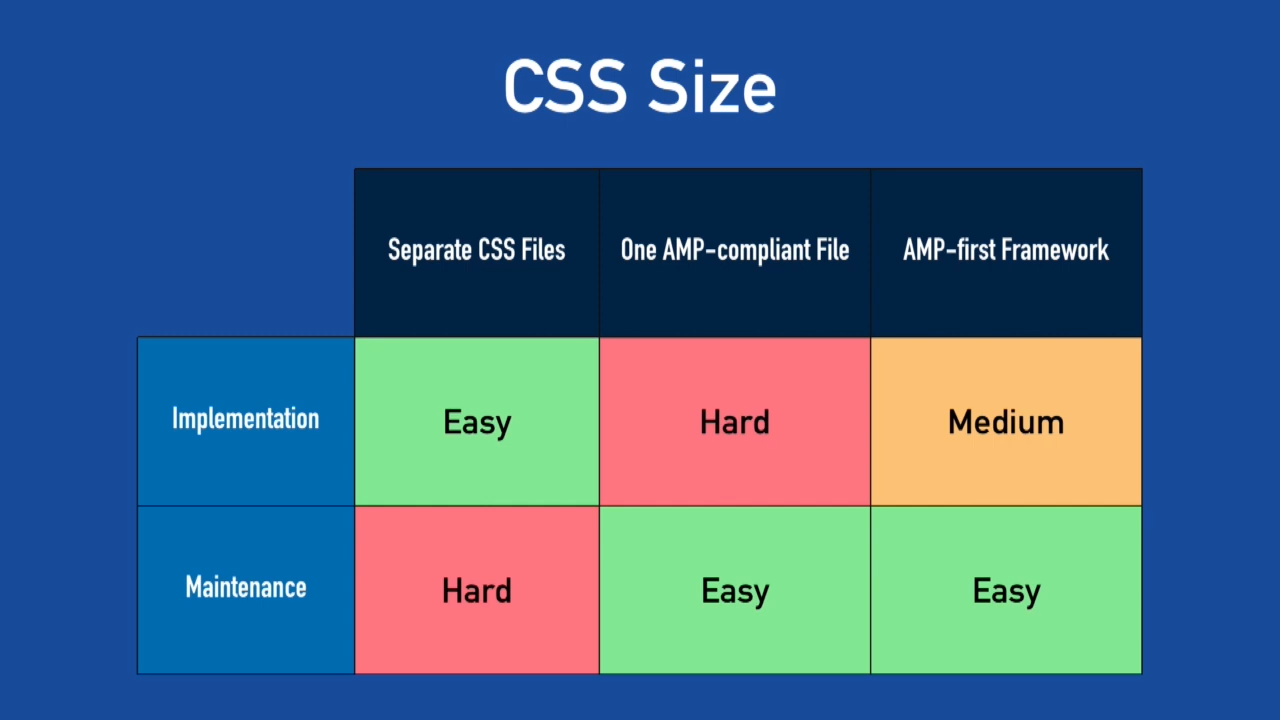 CSS Size
Separate CSS Files
One AMP-compliant File
AMP-first Framework
Implementation
Easy
Hard
Medium
Maintenance
Hard
Easy
Easy